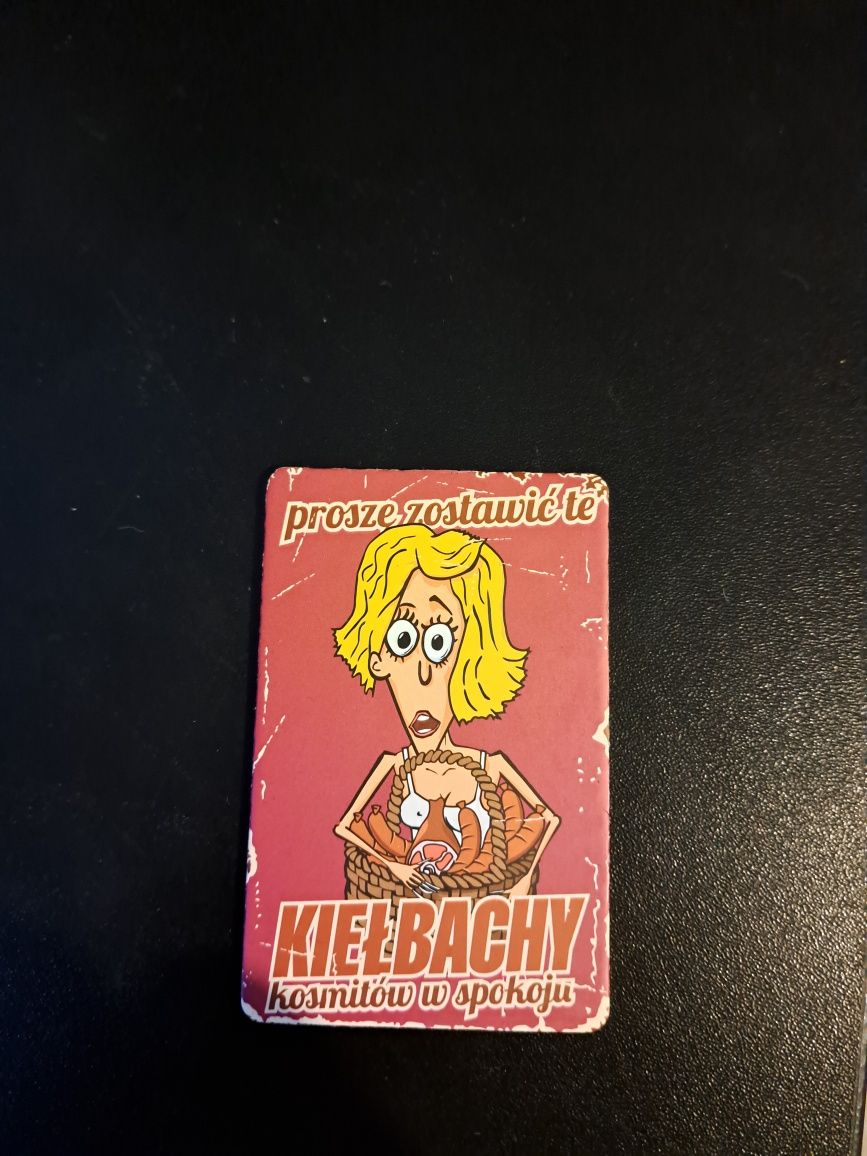 prosze zostawić te
KIEŁBACHY
kosmitów w spokoju